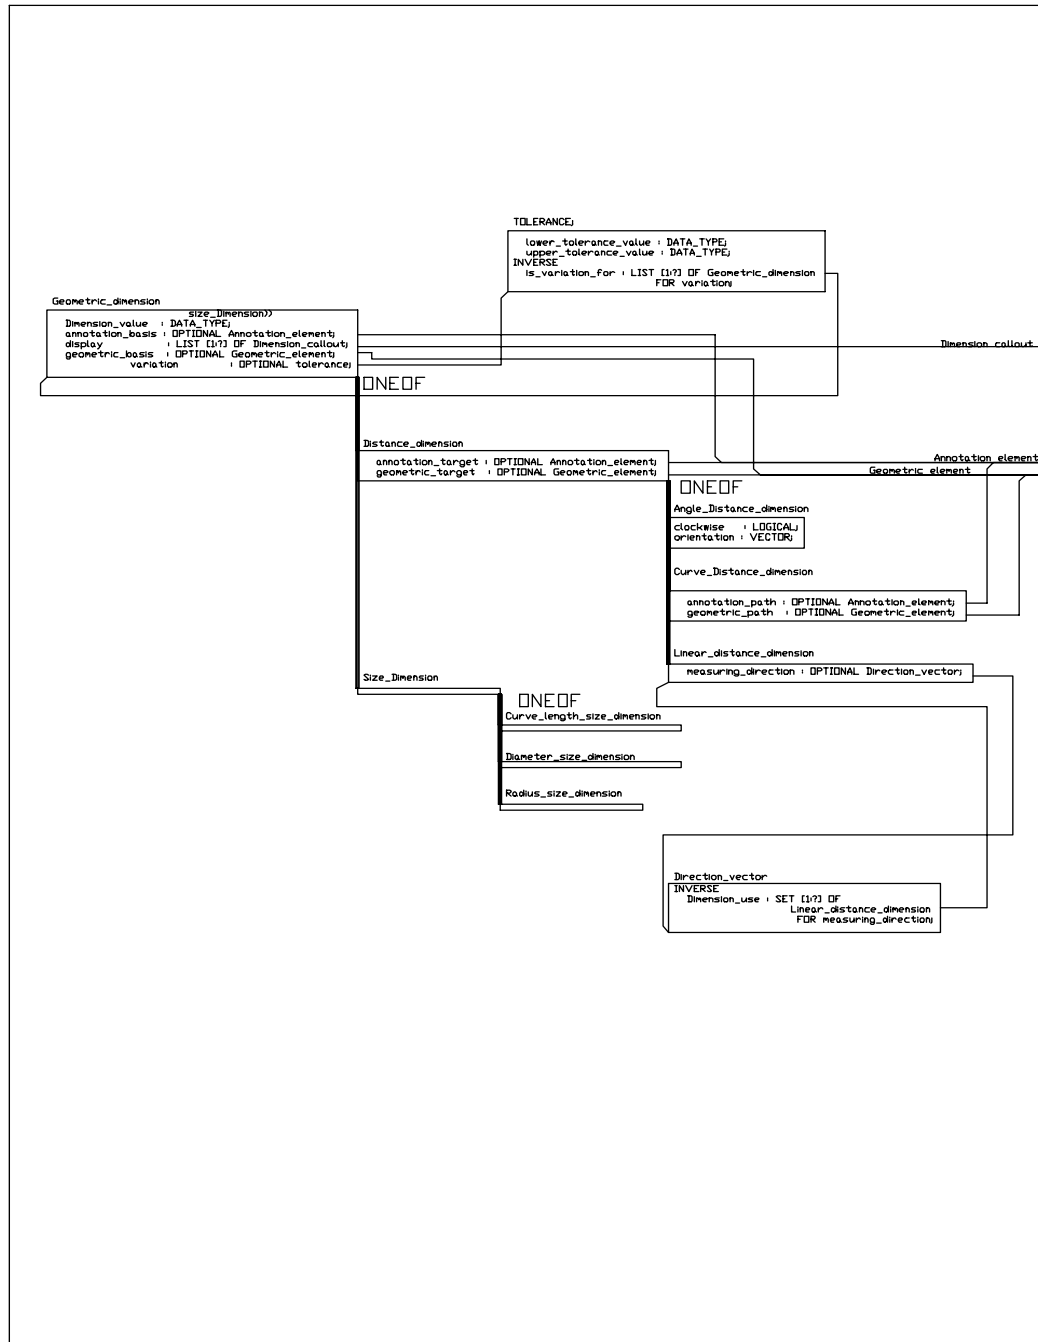 TOLERANCE;
lower_tolerance_value : DATA_TYPE;
upper_tolerance_value : DATA_TYPE;
INVERSE
is_variation_for : LIST [1:?] OF Geometric_dimension
FOR variation;
Geometric_dimension
size_Dimension))
Dimension_value : DATA_TYPE;
annotation_basis : OPTIONAL Annotation_element;
display : LIST [1:?] OF Dimension_callout;
geometric_basis : OPTIONAL Geometric_element;
variation : OPTIONAL tolerance;
Dimension_callout
ONEOF
Distance_dimension
annotation_target : OPTIONAL Annotation_element;
geometric_target : OPTIONAL Geometric_element;
Annotation_element
Geometric_element
ONEOF
Angle_Distance_dimension
clockwise : LOGICAL;
orientation : VECTOR;
Curve_Distance_dimension
annotation_path : OPTIONAL Annotation_element;
geometric_path : OPTIONAL Geometric_element;
Linear_distance_dimension
measuring_direction : OPTIONAL Direction_vector;
Size_Dimension
ONEOF
Curve_length_size_dimension
Diameter_size_dimension
Radius_size_dimension
Direction_vector
INVERSE
Dimension_use : SET [1:?] OF
Linear_distance_dimension
FOR measuring_direction;